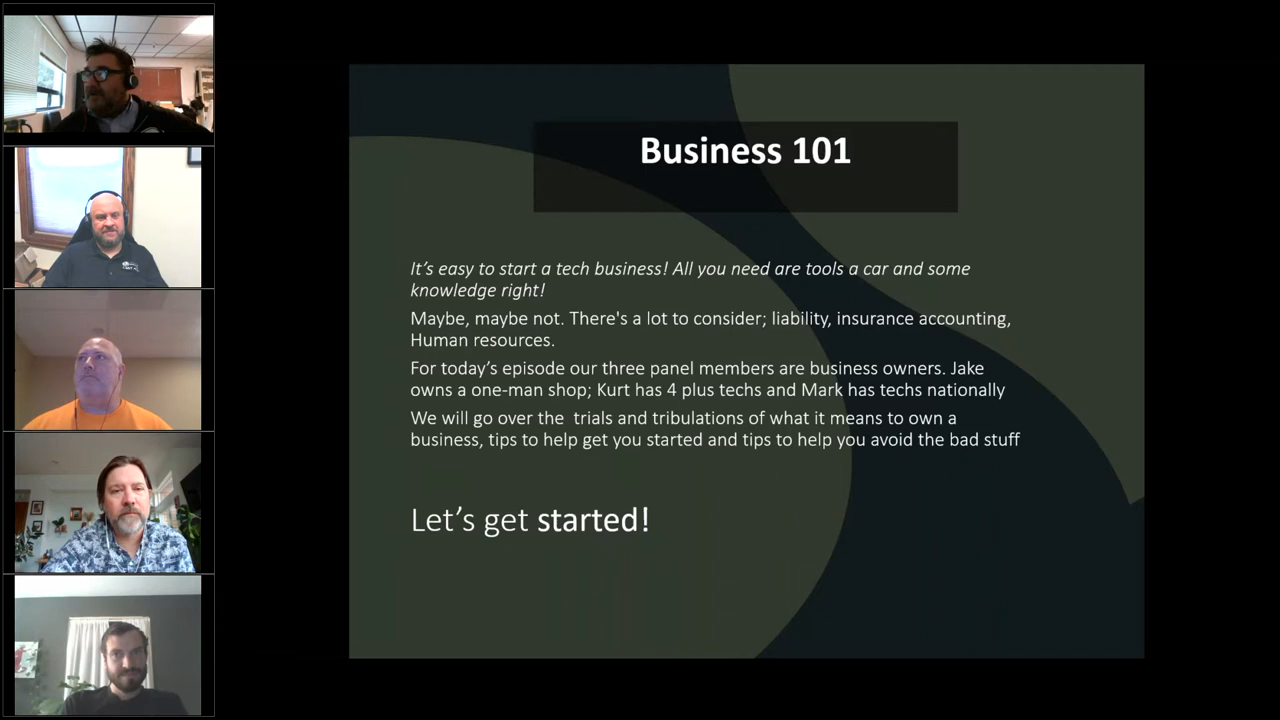 Business 101
It's easy to start a tech business! All you need are tools a car and some
knowledge right!
Maybe, maybe not. There's a lot to consider; liability, insurance accounting,
Human resources.
For today's episode our three panel members are business owners. Jake
owns a one-man shop; Kurt has 4 plus techs and Mark has techs nationally
We will go over the  trials and tribulations of what it means to own a
business, tips to help get you started and tips to help you avoid the bad stuff
Let's get started!